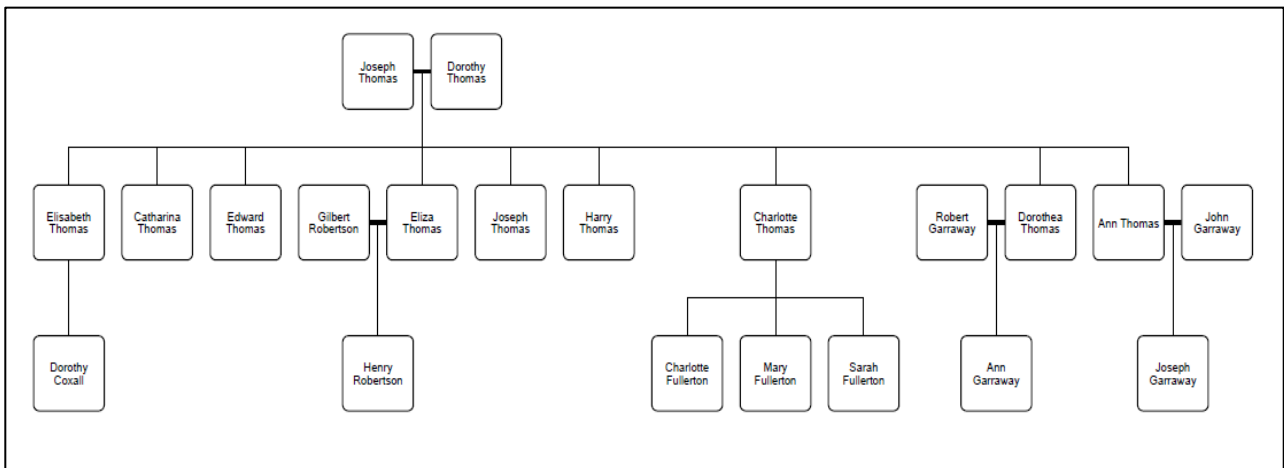 Joseph
Thomas
Dorothy
Thomas
Elisabeth
Thomas
Catharina
Thomas
Edward
Thomas
Gilbert
Robertson
Eliza
Thomas
Joseph
Thomas
Harry
Thomas
Charlotte
Thomas
Robert
Garraway
Dorothea
Thomas
Ann Thomas
John
Garraway
Dorothy
Coxall
Henry
Robertson
Charlotte
Fullerton
Mary
Fullerton
Sarah
Fullerton
Ann
Garraway
Joseph
Garraway